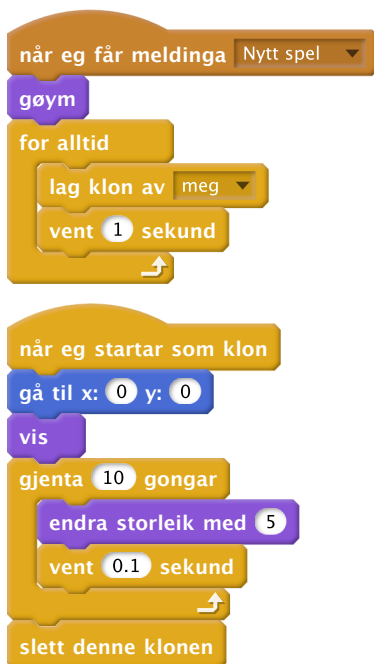 når eg får meldinga Nytt spel
gøym
for alltid
lag klon av meg
vent 1 sekund
når eg startar som klon
gå til x: 0 y: 0
vis
gjenta 10 gongar
endra storleik med 5
vent 0.1 sekund
slett denne klonen